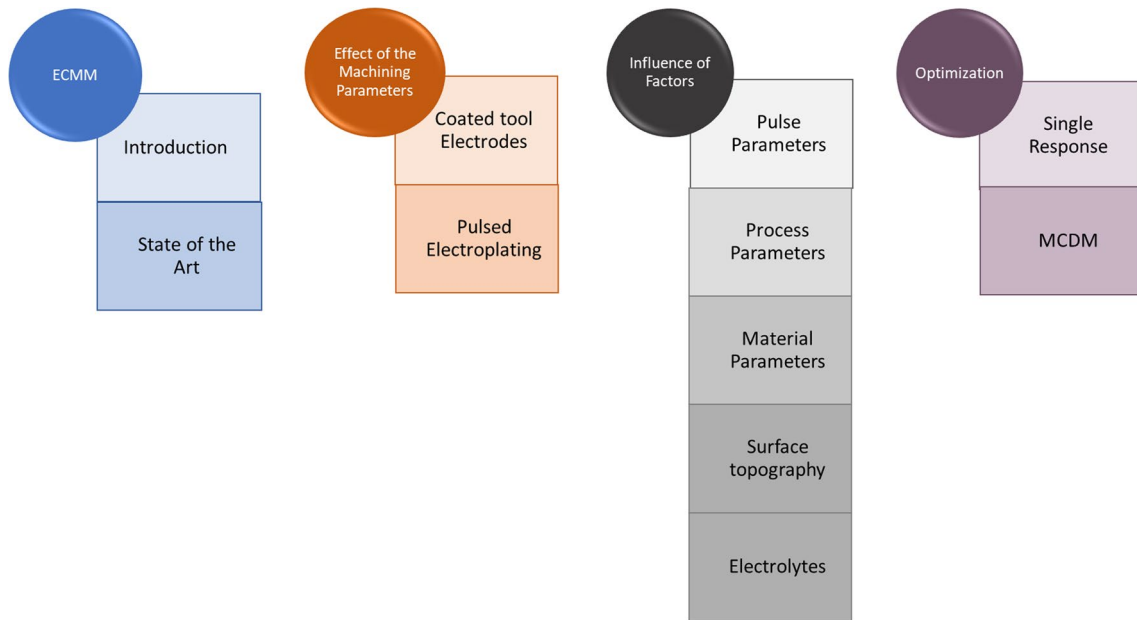 ECMM
Introduction
State of the
Art
Effect of the
Machining
Parameters
Coated tool
Electrodes
Pulsed
Electroplating
Influence of
Factors
Pulse
Parameters
Process
Parameters
Material
Parameters
Surface
topography
Electrolytes
Optimization
Single
Response
MCDM